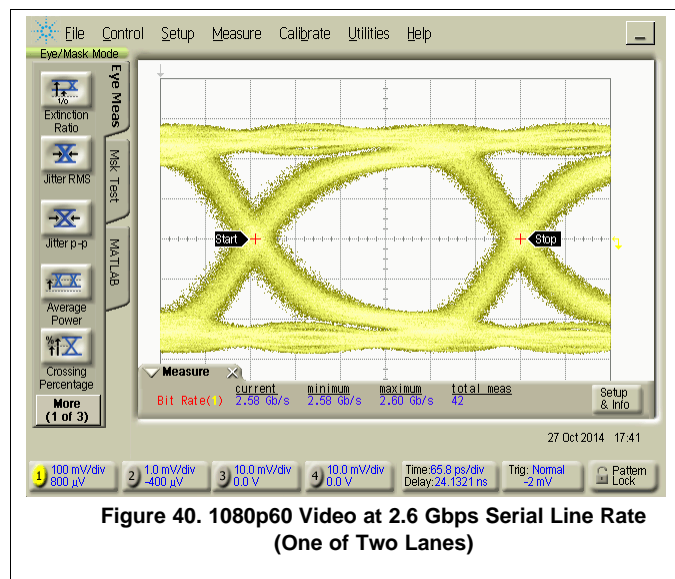 File Control Setup Measure Calibrate Utilities Help
Eye/Mask Mode
Eye Meas
Msk Test
MATLAB
1/0
Extinction
Ratio
Jitter RMS
Jitter p-p
Average
Power
%
Crossing
Percentage
More
(1 of 3)
Start
Stop
Measure
current minimum maximum total meas
Bit Rate(1) 2.58 Gb/s 2.58 Gb/s 2.60 Gb/s 42
Setup
& Info
27 Oct 2014 17:41
1 100 mV/div
800 µV
2 1.0 mV/div
-400 µV
3 10.0 mV/div
0.0 V
4 10.0 mV/div
0.0 V
Time:65.8 ps/div
Delay:24.1321 ns
Trig: Normal
-2 mV
Pattern
Lock
Figure 40. 1080p60 Video at 2.6 Gbps Serial Line Rate
(One of Two Lanes)